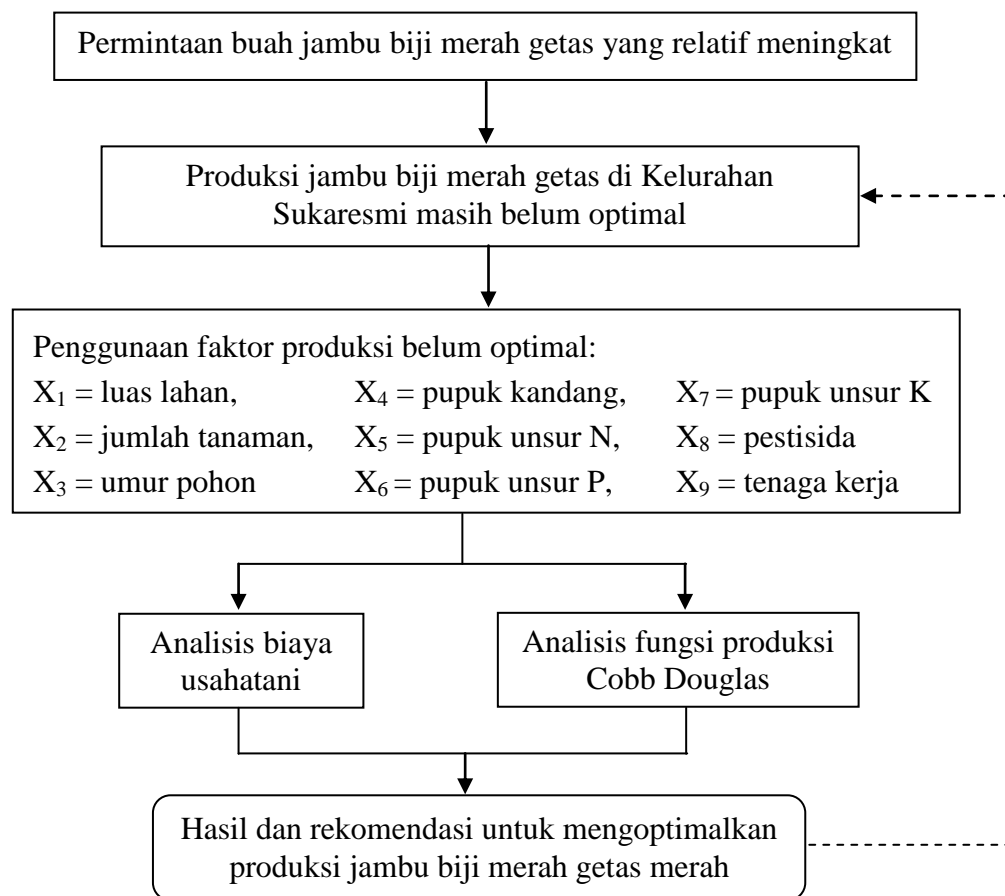 Permintaan buah jambu biji merah getas yang relatif meningkat
Produksi jambu biji merah getas di Kelurahan
Sukaresmi masih belum optimal
Penggunaan faktor produksi belum optimal:
X₁ = luas lahan, X₄ = pupuk kandang, X₇ = pupuk unsur K
X₂ = jumlah tanaman, X₅ = pupuk unsur N, X₈ = pestisida
X₃ = umur pohon X₆ = pupuk unsur P, X₉ = tenaga kerja
Analisis biaya
usahatani
Analisis fungsi produksi
Cobb Douglas
Hasil dan rekomendasi untuk mengoptimalkan
produksi jambu biji merah getas merah